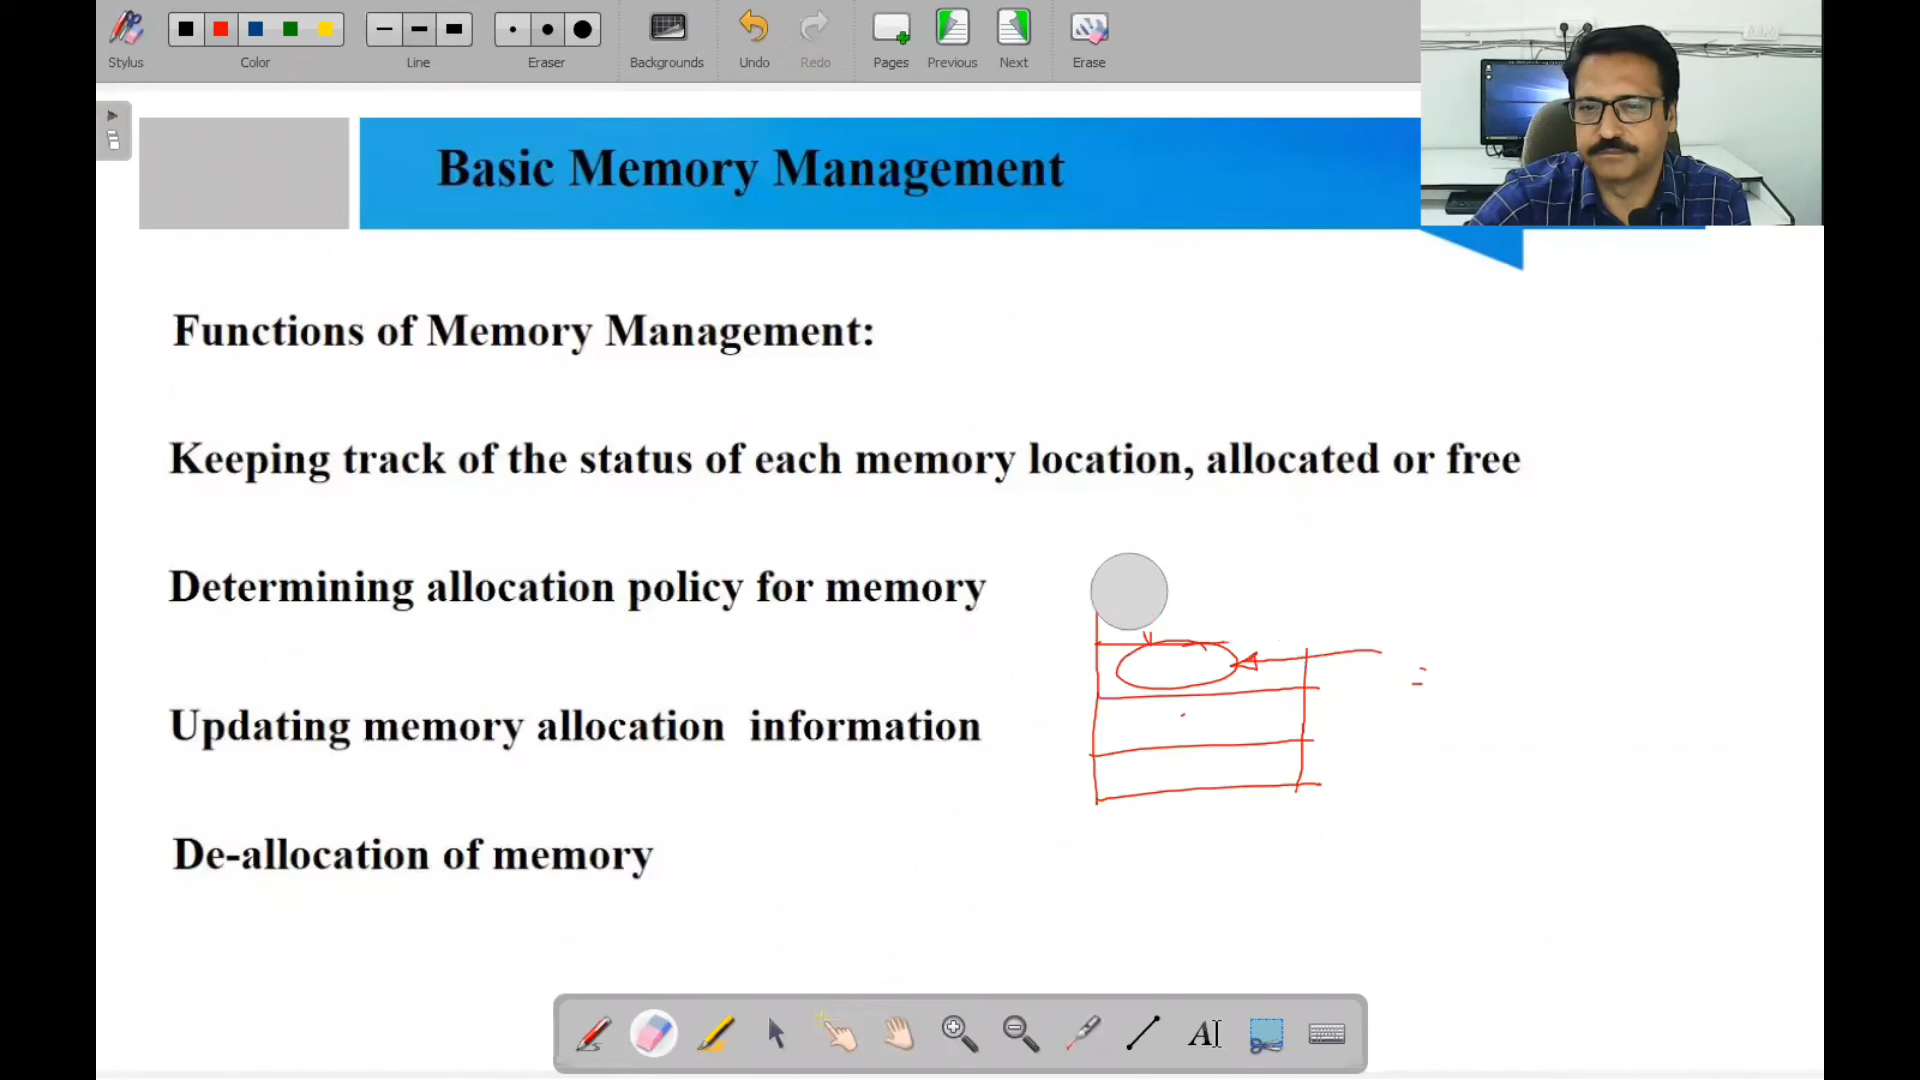 Stylus
Color
Line
Eraser
Backgrounds
Undo
Redo
Pages
Previous
Next
Erase
Basic Memory Management
Functions of Memory Management:
Keeping track of the status of each memory location, allocated or free
Determining allocation policy for memory
Updating memory allocation information
De-allocation of memory